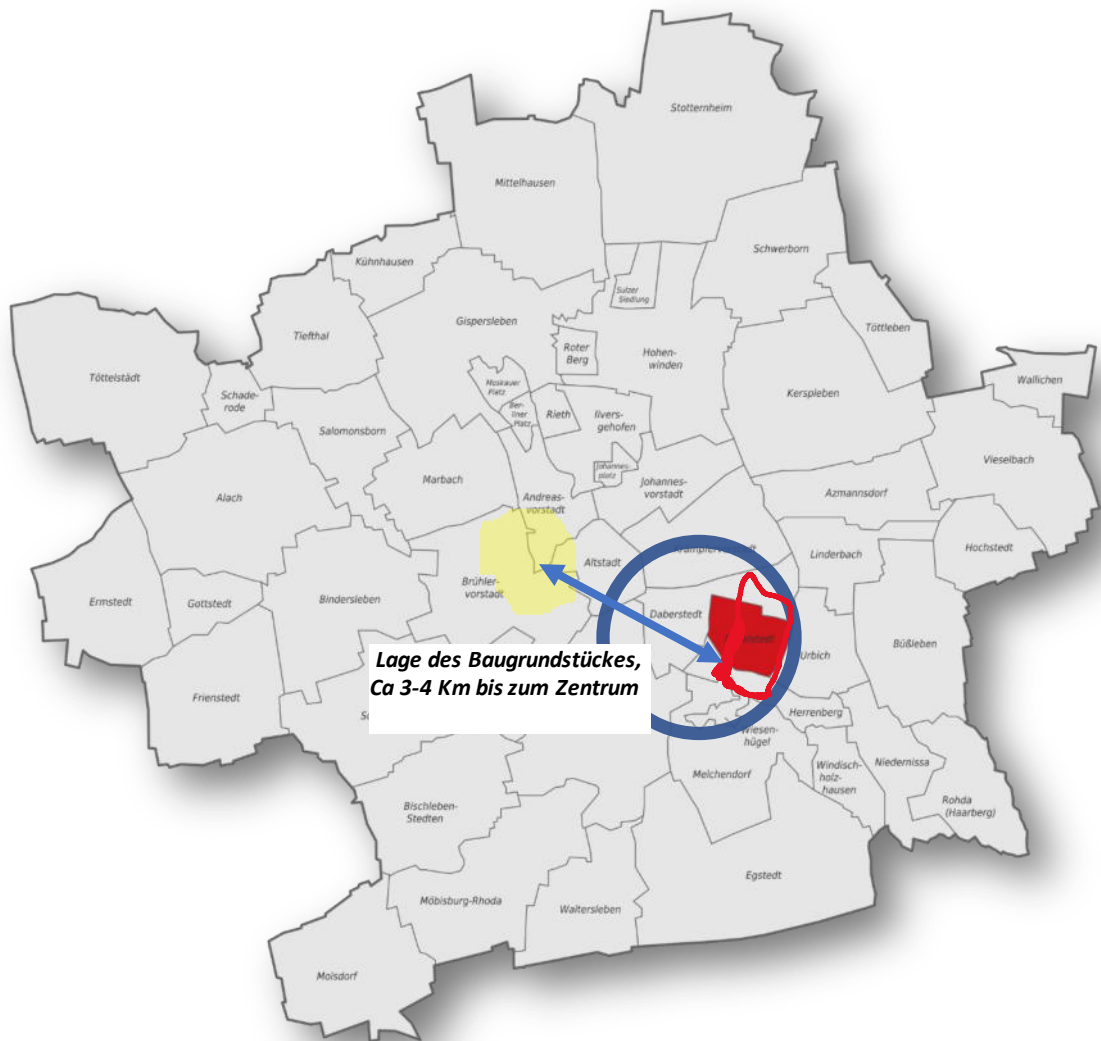 Stotternheim
Mittelhausen
Schwerborn
Kühnhausen
Sulzer
Siedlung
Gispersleben
Tiefthal
Töttleben
Roter
Berg
Hohen-
winden
Töttelstädt
Wallichen
Moskauer
Platz
Schade-
rode
Kerspleben
Ber-
liner
Platz
Rieth
Ilvers-
gehofen
Salomonsborn
Vieselbach
Johannes-
platz
Marbach
Johannes-
vorstadt
Alach
Andreas-
vorstadt
Azmannsdorf
Hochstedt
Krämpfervorstadt
Linderbach
Altstadt
Brühler-
vorstadt
Ermstedt
Gottstedt
Bindersleben
Daberstedt
Büßleben
Urbich
Lage des Baugrundstückes,
Ca 3-4 Km bis zum Zentrum
Frienstedt
Herrenberg
Wiesen-
hügel
Niedernissa
Melchendorf
Windisch-
holz-
hausen
Bischleben-
Stedten
Rohda
(Haarberg)
Egstedt
Möbisburg-Rhoda
Waltersleben
Molsdorf